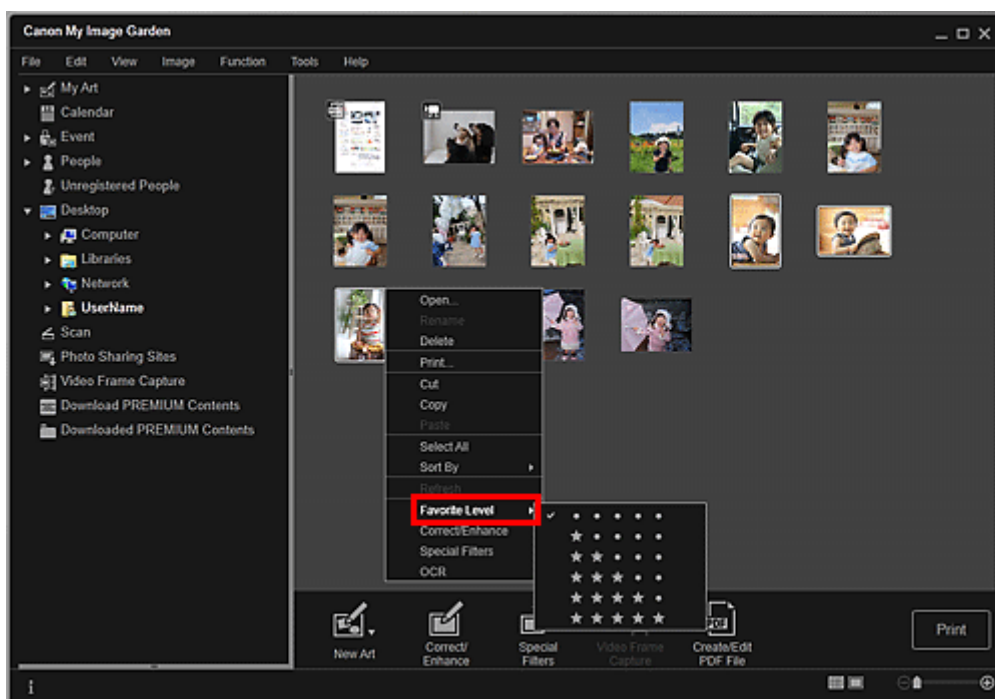 Canon My Image Garden
File Edit View Image Function Tools Help
My Art
Calendar
Event
People
Unregistered People
Desktop
Computer
Libraries
Network
UserName
Scan
Photo Sharing Sites
Video Frame Capture
Download PREMIUM Contents
Downloaded PREMIUM Contents
Open...
Rename
Delete
Print...
Cut
Copy
Paste
Select All
Sort By
Refresh
Favorite Level
Correct/Enhance
Special Filters
OCR
New Art
Correct/
Enhance
Special
Filters
Video Frame
Capture
PDF
Create/Edit
PDF File
Print